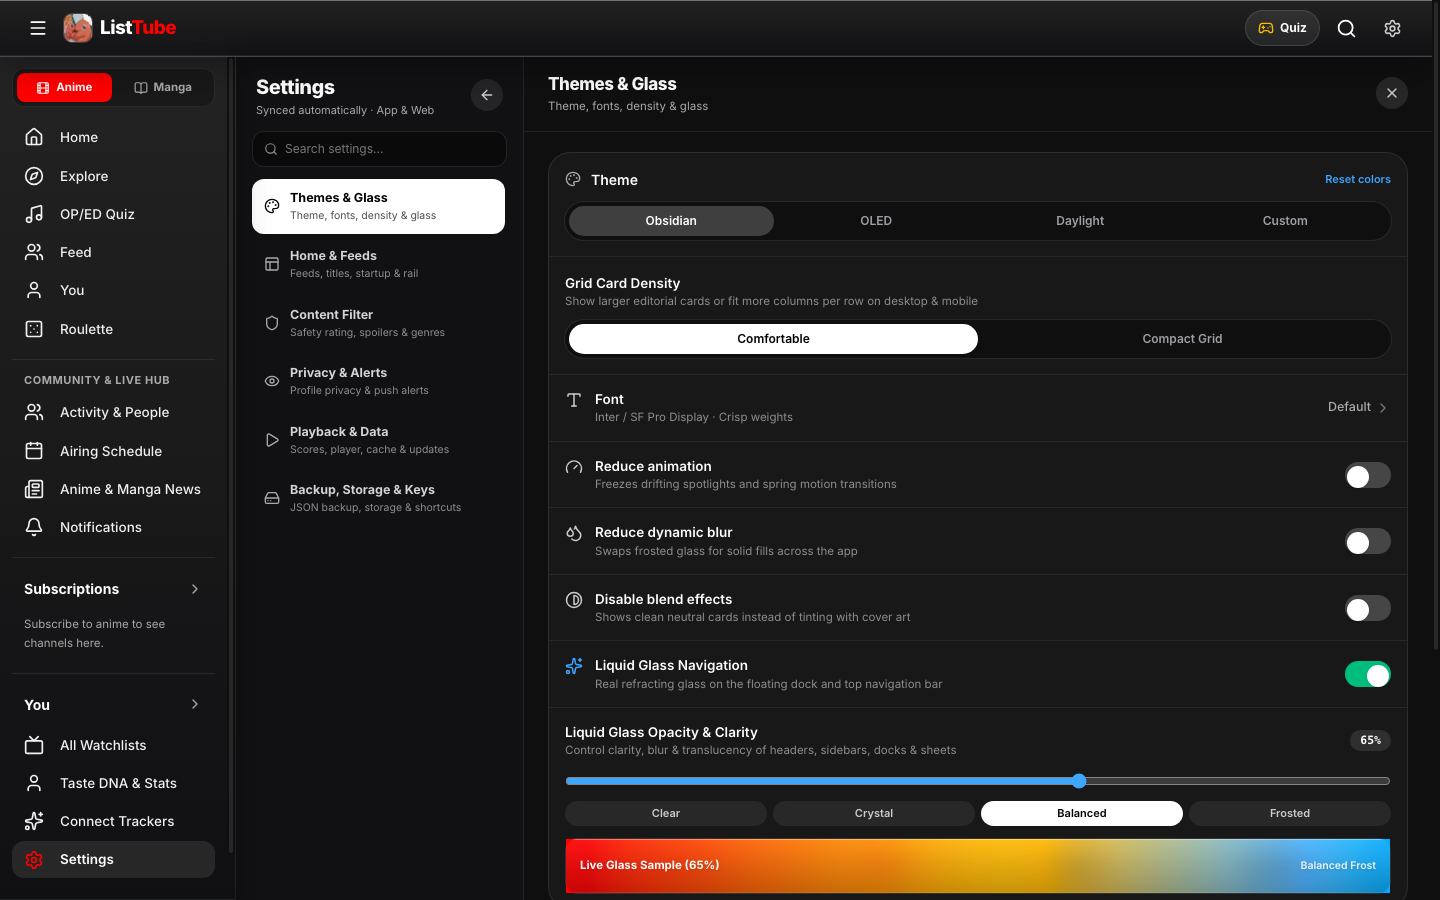 ListTube
Quiz
Anime
Manga
Home
Explore
OP/ED Quiz
Feed
You
Roulette
COMMUNITY & LIVE HUB
Activity & People
Airing Schedule
Anime & Manga News
Notifications
Subscriptions
Subscribe to anime to see
channels here.
You
All Watchlists
Taste DNA & Stats
Connect Trackers
Settings
Settings
Synced automatically · App & Web
Search settings...
Themes & Glass
Theme, fonts, density & glass
Home & Feeds
Feeds, titles, startup & rail
Content Filter
Safety rating, spoilers & genres
Privacy & Alerts
Profile privacy & push alerts
Playback & Data
Scores, player, cache & updates
Backup, Storage & Keys
JSON backup, storage & shortcuts
Themes & Glass
Theme, fonts, density & glass
Theme
Reset colors
Obsidian
OLED
Daylight
Custom
Grid Card Density
Show larger editorial cards or fit more columns per row on desktop & mobile
Comfortable
Compact Grid
Font
Inter / SF Pro Display · Crisp weights
Default
Reduce animation
Freezes drifting spotlights and spring motion transitions
Reduce dynamic blur
Swaps frosted glass for solid fills across the app
Disable blend effects
Shows clean neutral cards instead of tinting with cover art
Liquid Glass Navigation
Real refracting glass on the floating dock and top navigation bar
Liquid Glass Opacity & Clarity
Control clarity, blur & translucency of headers, sidebars, docks & sheets
65%
Clear
Crystal
Balanced
Frosted
Live Glass Sample (65%)
Balanced Frost